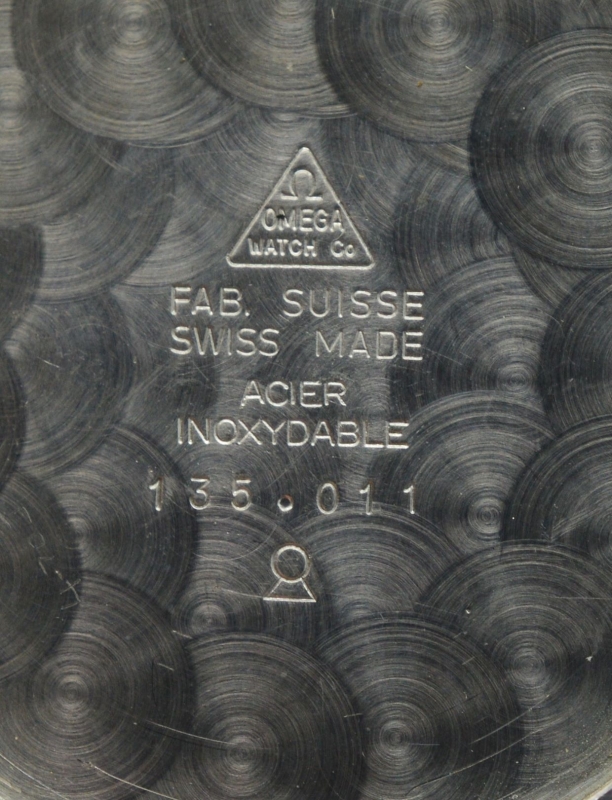 Ω
OMEGA
WATCH Co
FAB. SUISSE
SWISS MADE
ACIER
INOXYDABLE
135.011